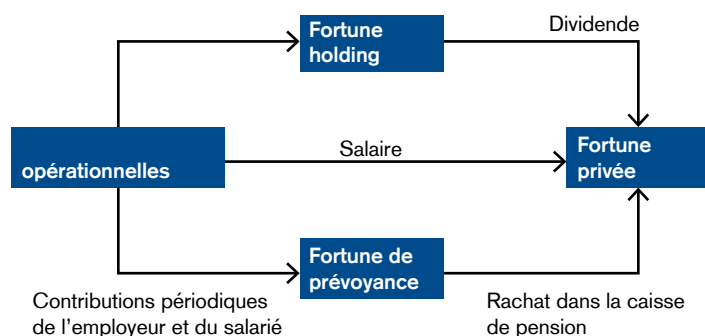 Fortune
holding
Dividende
opérationnelles
Salaire
Fortune
privée
Fortune de
prévoyance
Contributions périodiques
de l'employeur et du salarié
Rachat dans la caisse
de pension